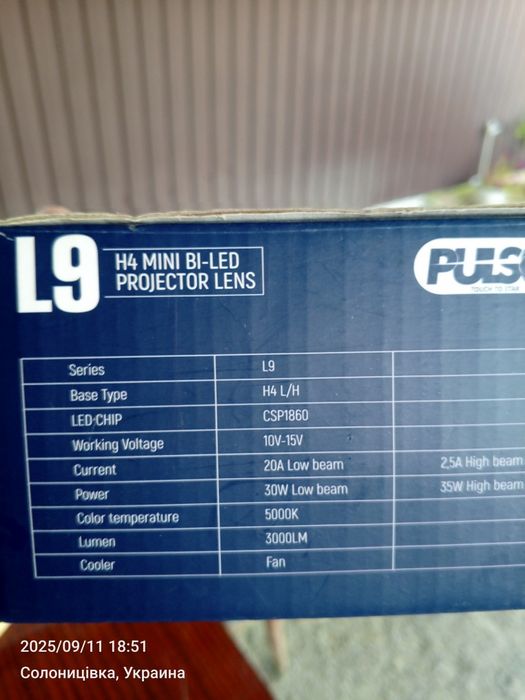 L9
H4 MINI BI-LED
PROJECTOR LENS
PULSO
TOUCH TO STAR
Series L9
Base Type H4 L/H
LED:CHIP CSP1860
Working Voltage 10V-15V
Current 20A Low beam 2,5A High beam
Power 30W Low beam 35W High beam
Color temperature 5000K
Lumen 3000LM
Cooler Fan
2025/09/11 18:51
Солоницівка, Украина